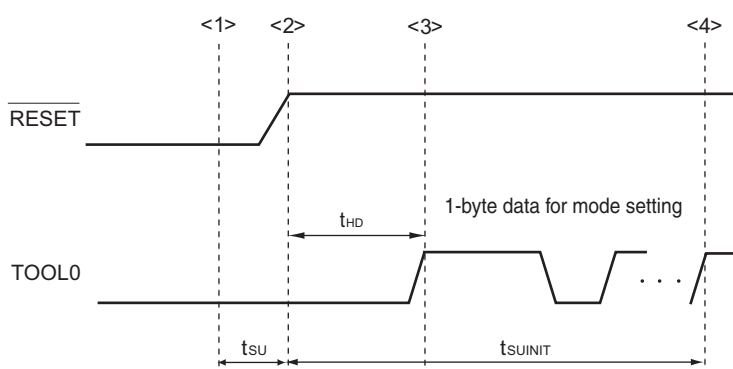 <1> <2> <3> <4>
RESET
1-byte data for mode setting
tHD
TOOL0
. . .
tSU tSUINIT